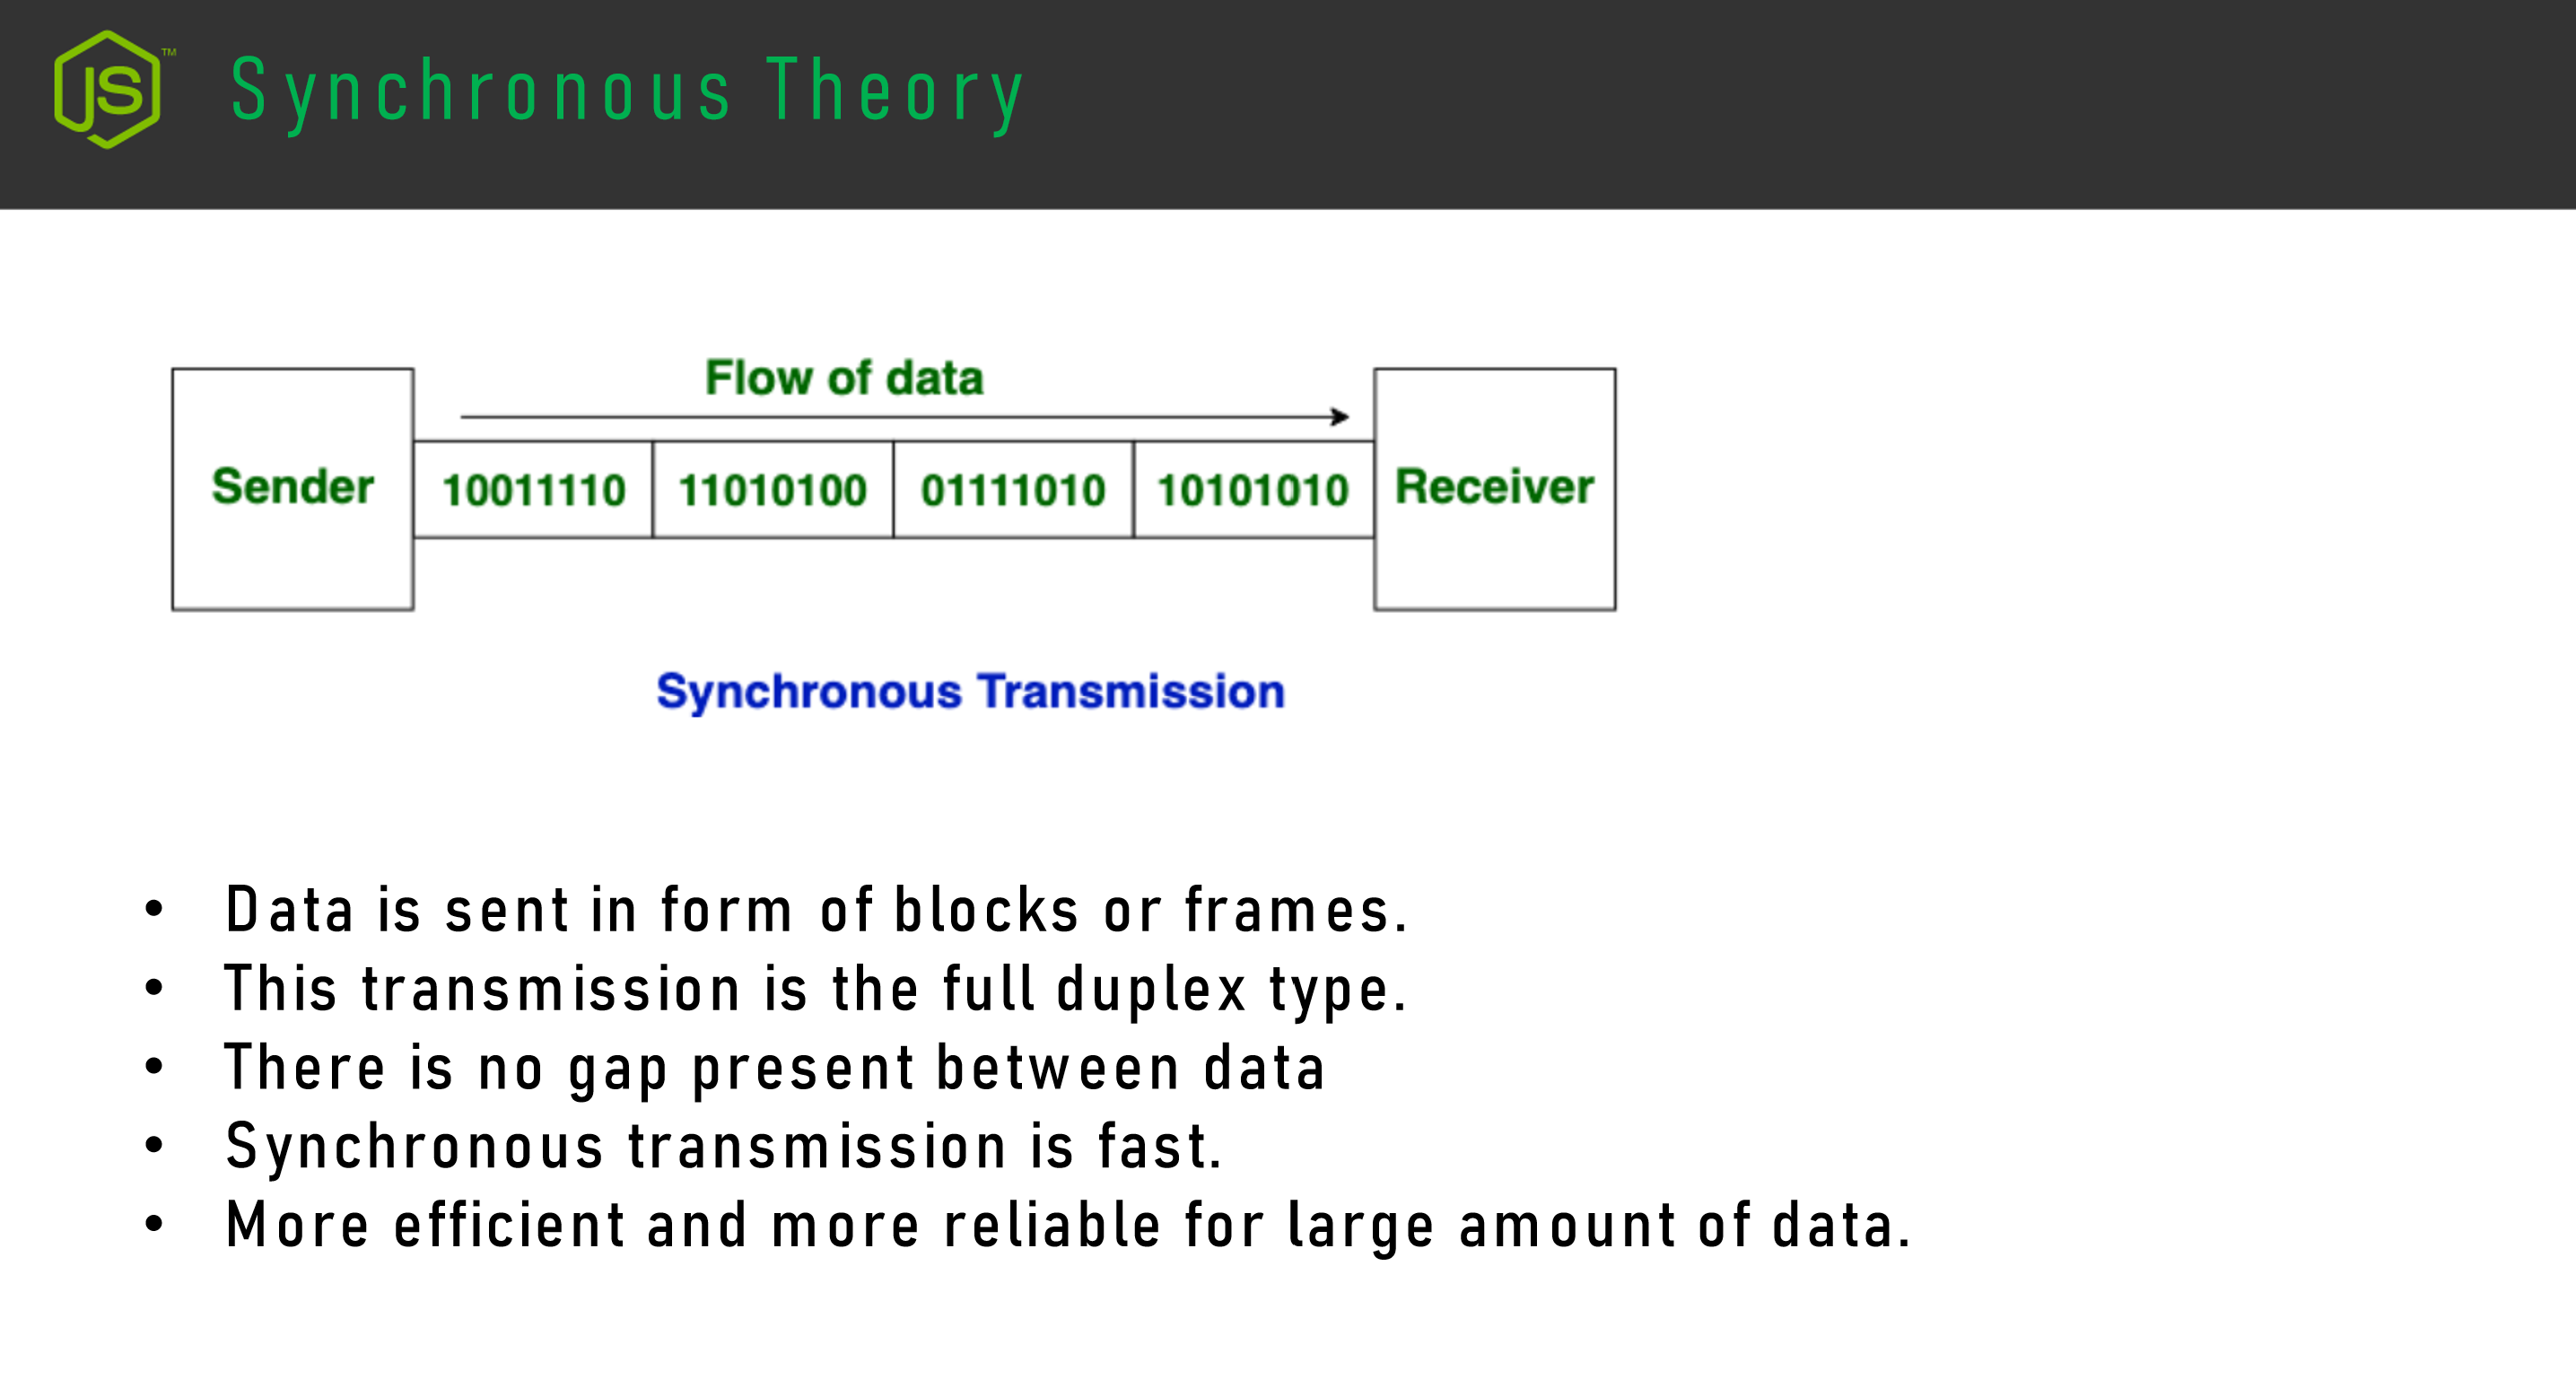 JS™
Synchronous Theory
Flow of data
Sender 10011110 11010100 01111010 10101010 Receiver
Synchronous Transmission
• Data is sent in form of blocks or frames.
• This transmission is the full duplex type.
• There is no gap present between data
• Synchronous transmission is fast.
• More efficient and more reliable for large amount of data.